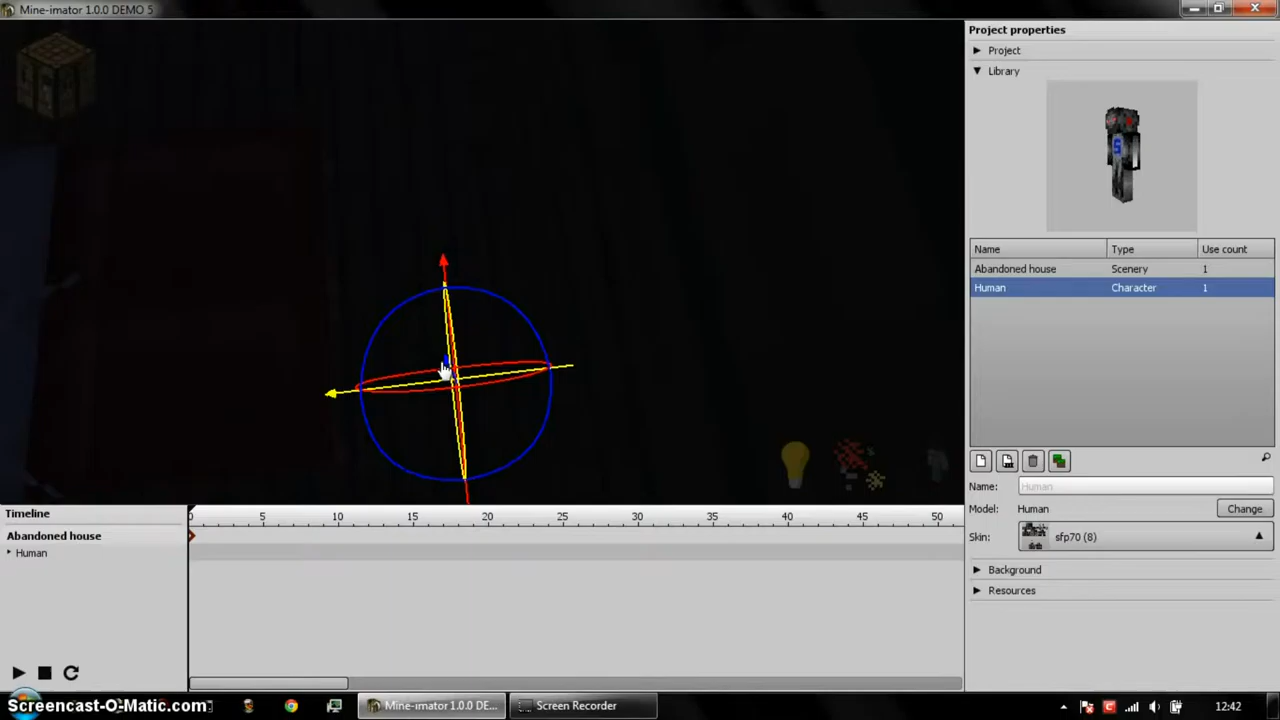 Mine-imator 1.0.0 DEMO 5
Project properties
Project
Library
S
Name Type Use count
Abandoned house Scenery 1
Human Character 1
Name: Human
Model: Human Change
Skin: sfp70 (8)
Background
Resources
Timeline
0 5 10 15 20 25 30 35 40 45 50
Abandoned house
Human
Screencast-O-Matic.com
Mine-imator 1.0.0 DE...
Screen Recorder
12:42